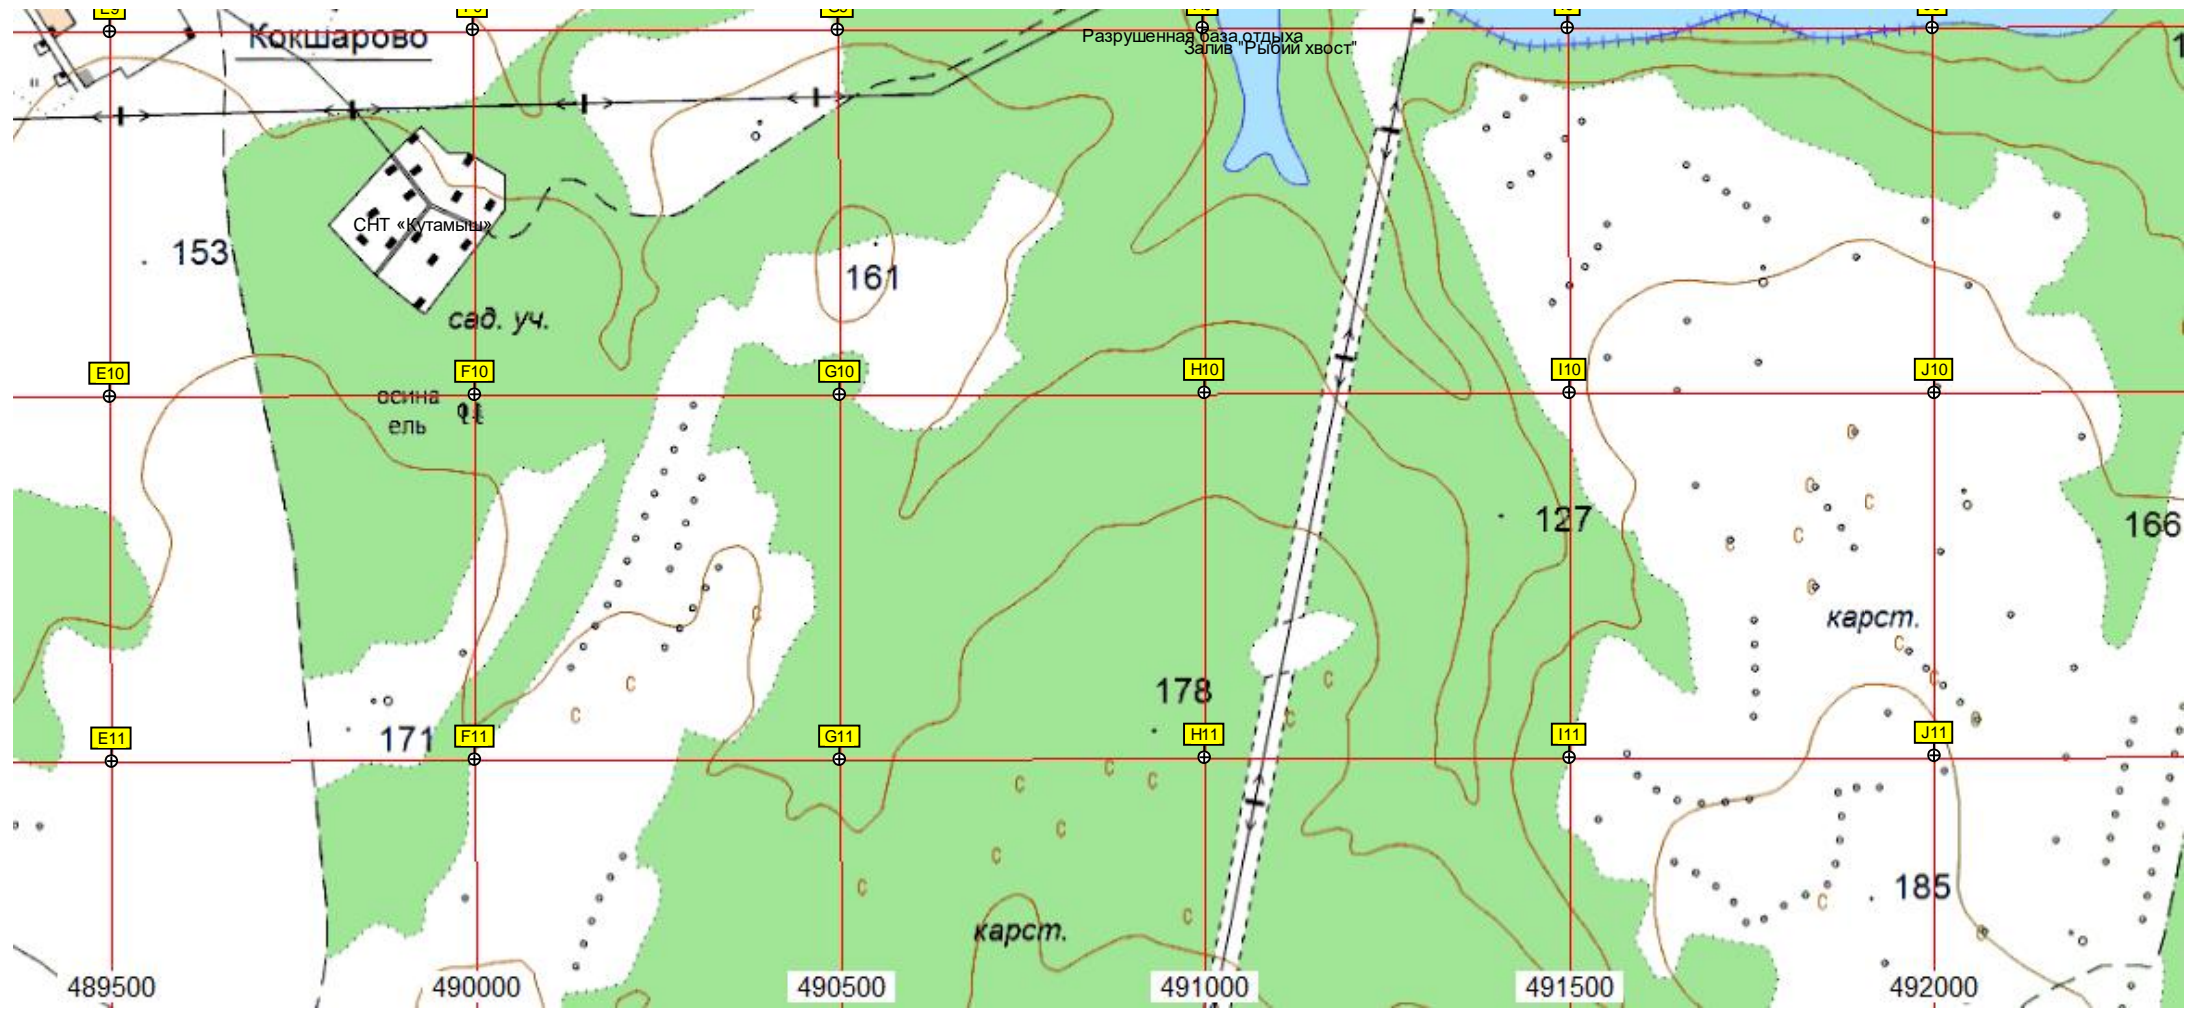 Кокшарово
Разрушенная база отдыха
Залив "Рыбий хвост"
СНТ «Кутамыш»
153
161
сад. уч.
E10
F10
G10
H10
I10
J10
осина
ель
127
166
карст.
178
171
E11
F11
G11
H11
I11
J11
185
карст.
489500
490000
490500
491000
491500
492000